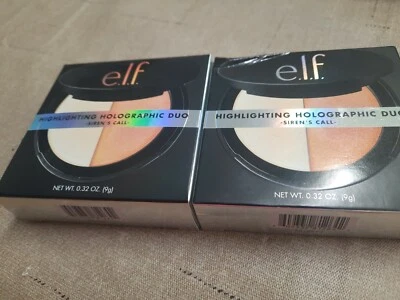 e.l.f.
HIGHLIGHTING HOLOGRAPHIC DUO
-SIREN'S CALL-
NET WT. 0.32 OZ. (9g)
e.l.f.
HIGHLIGHTING HOLOGRAPHIC DUO
-SIREN'S CALL-
NET WT. 0.32 OZ. (9g)